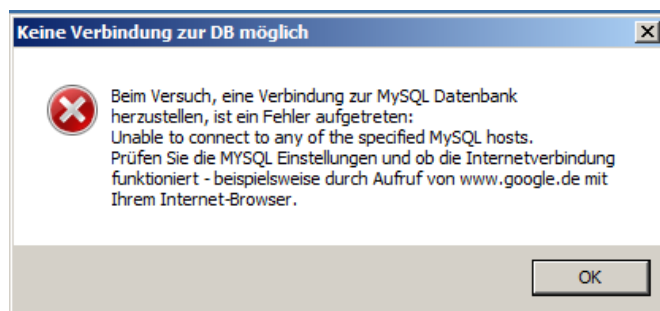 Keine Verbindung zur DB möglich
Beim Versuch, eine Verbindung zur MySQL Datenbank
herzustellen, ist ein Fehler aufgetreten:
Unable to connect to any of the specified MySQL hosts.
Prüfen Sie die MYSQL Einstellungen und ob die Internetverbindung
funktioniert - beispielsweise durch Aufruf von www.google.de mit
Ihrem Internet-Browser.
OK